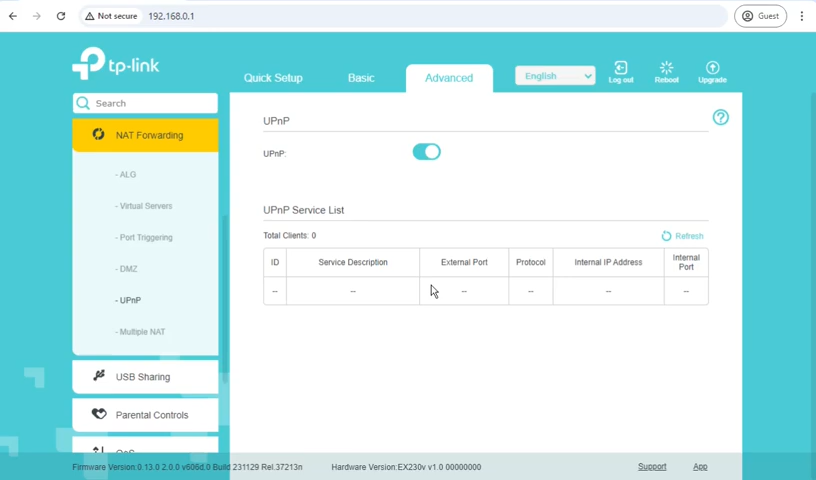 Not secure
192.168.0.1
Guest
tp-link
Quick Setup
Basic
Advanced
English
Log out
Reboot
Upgrade
Search
NAT Forwarding
- ALG
- Virtual Servers
- Port Triggering
- DMZ
- UPnP
- Multiple NAT
USB Sharing
Parental Controls
UPnP
UPnP:
UPnP Service List
Total Clients: 0
Refresh
ID Service Description External Port Protocol Internal IP Address Internal Port
-- -- -- -- -- --
Firmware Version:0.13.0 2.0.0 v606d.0 Build 231129 Rel.37213n
Hardware Version:EX230v v1.0 00000000
Support
App